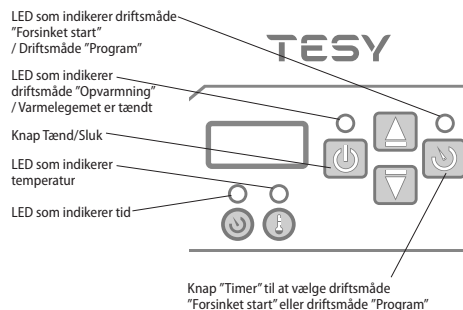 LED som indikerer driftsmåde
"Forsinket start"
/ Driftsmåde "Program"
TESY
LED som indikerer
driftsmåde "Opvarmning"
/ Varmelegemet er tændt
Knap Tænd/Sluk
LED som indikerer
temperatur
LED som indikerer tid
Knap "Timer" til at vælge driftsmåde
"Forsinket start" eller driftsmåde "Program"